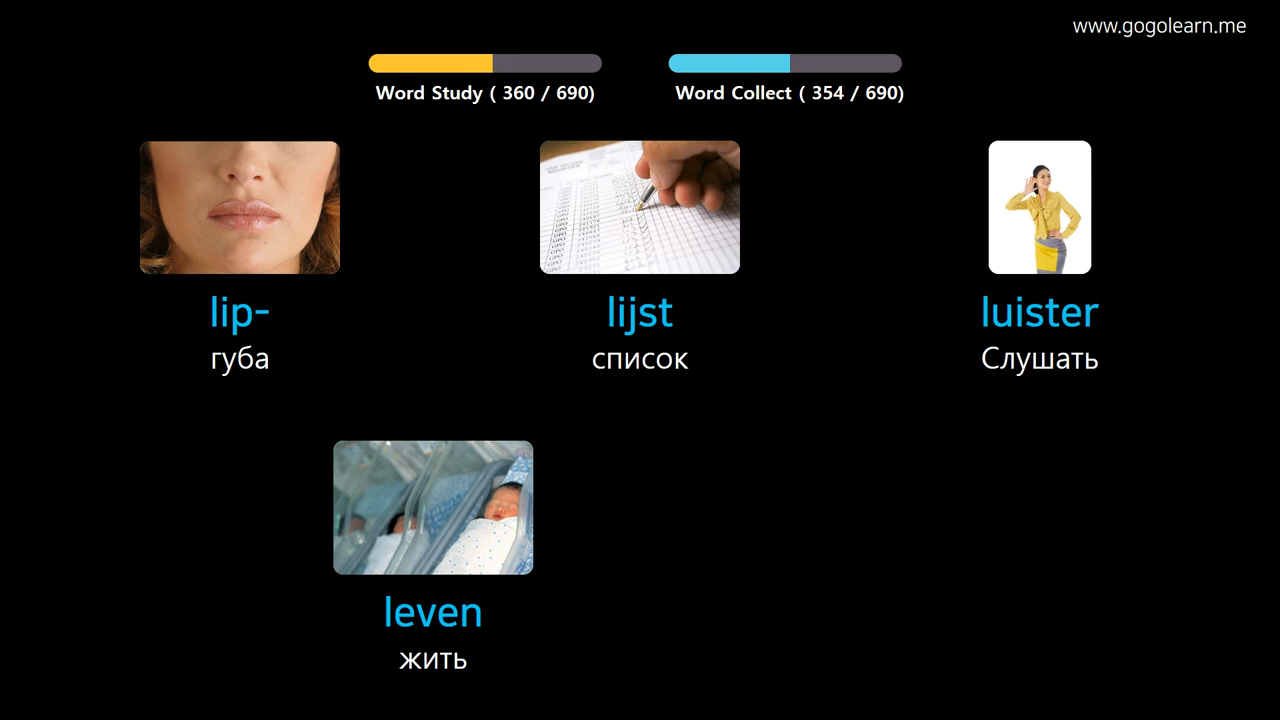 www.gogolearn.me
Word Study ( 360 / 690)
Word Collect ( 354 / 690)
lip-
губа
lijst
список
luister
Слушать
leven
жить